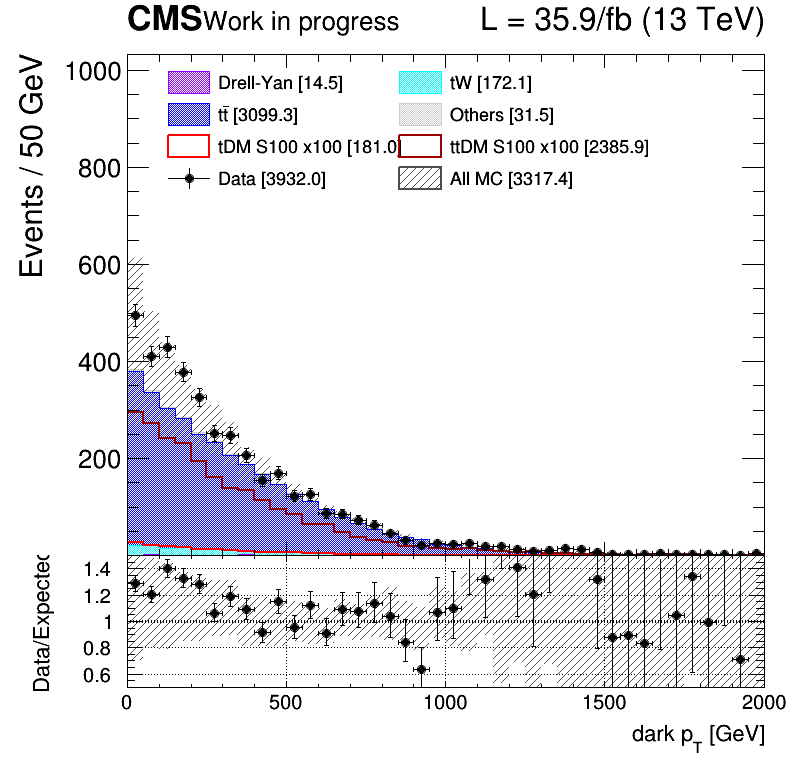 CMS Work in progress L = 35.9/fb (13 TeV)
Events / 50 GeV
1000
800
600
400
200
Drell-Yan [14.5] tW [172.1]
tt̄ [3099.3] Others [31.5]
tDM S100 x100 [181.0] ttDM S100 x100 [2385.9]
Data [3932.0] All MC [3317.4]
Data/Expected
1.4
1.2
1
0.8
0.6
0 500 1000 1500 2000
dark p_T [GeV]